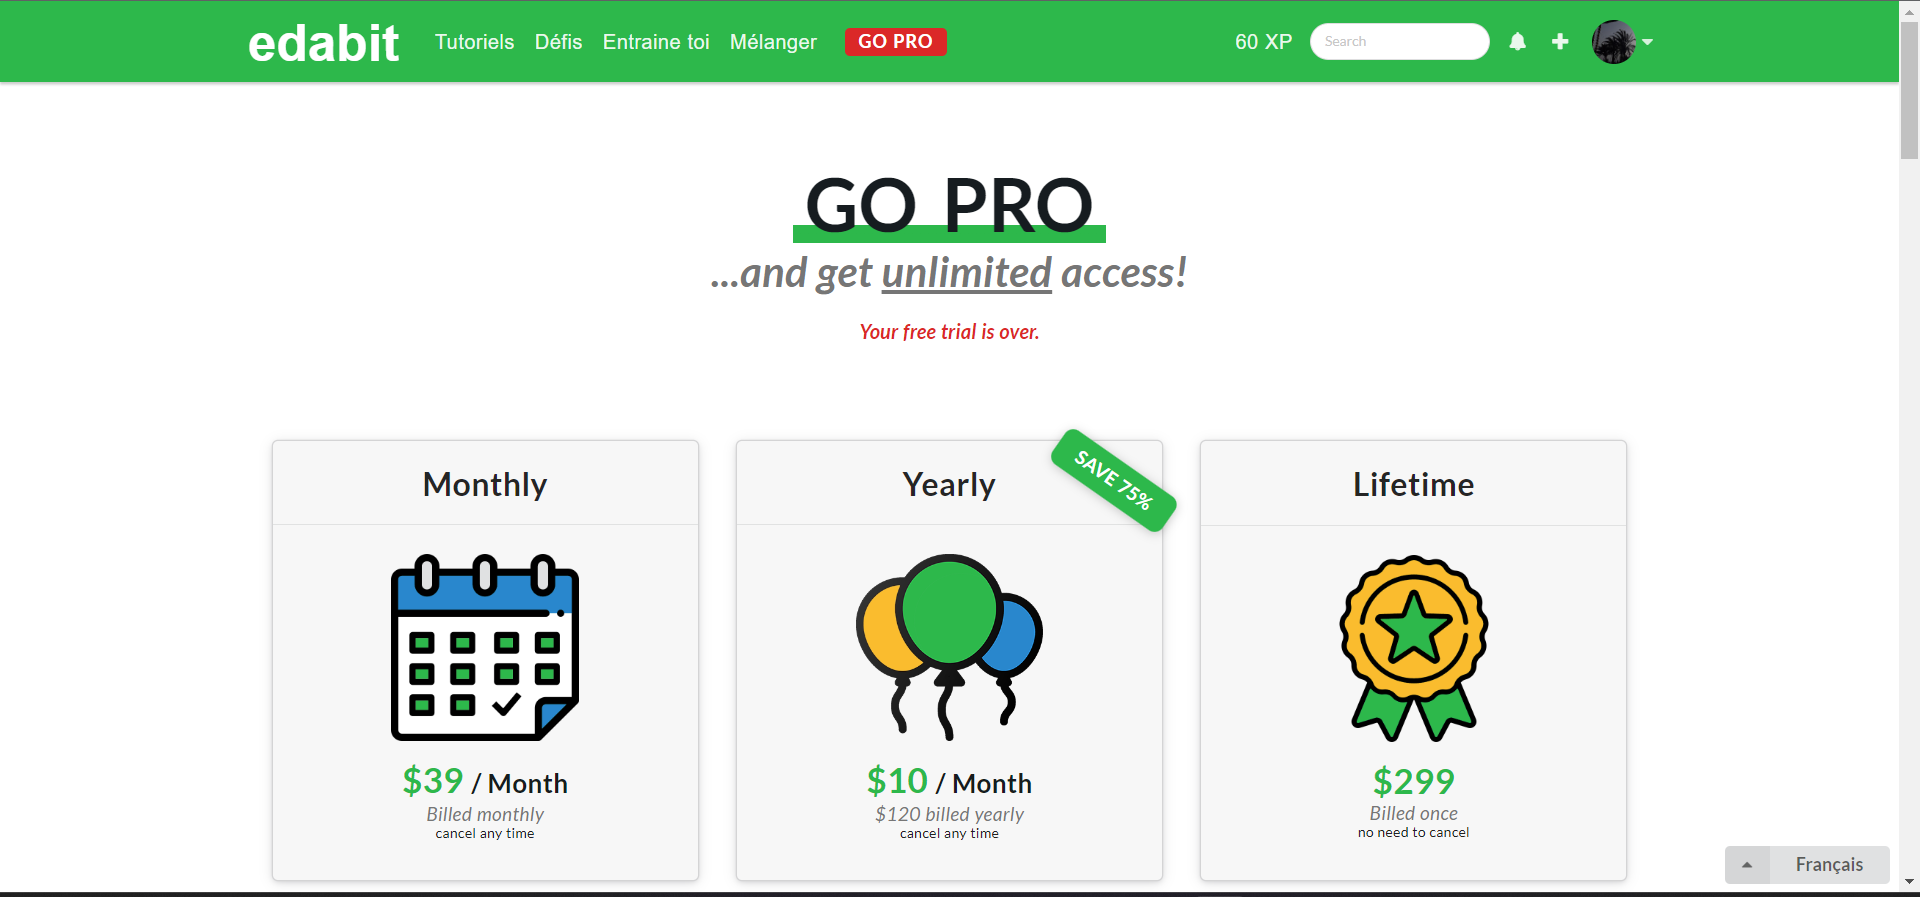 edabit Tutoriels Défis Entraine toi Mélanger GO PRO 60 XP Search
GO PRO
...and get unlimited access!
Your free trial is over.
Monthly
$39 / Month
Billed monthly
cancel any time
Yearly
SAVE 75%
$10 / Month
$120 billed yearly
cancel any time
Lifetime
$299
Billed once
no need to cancel
Français